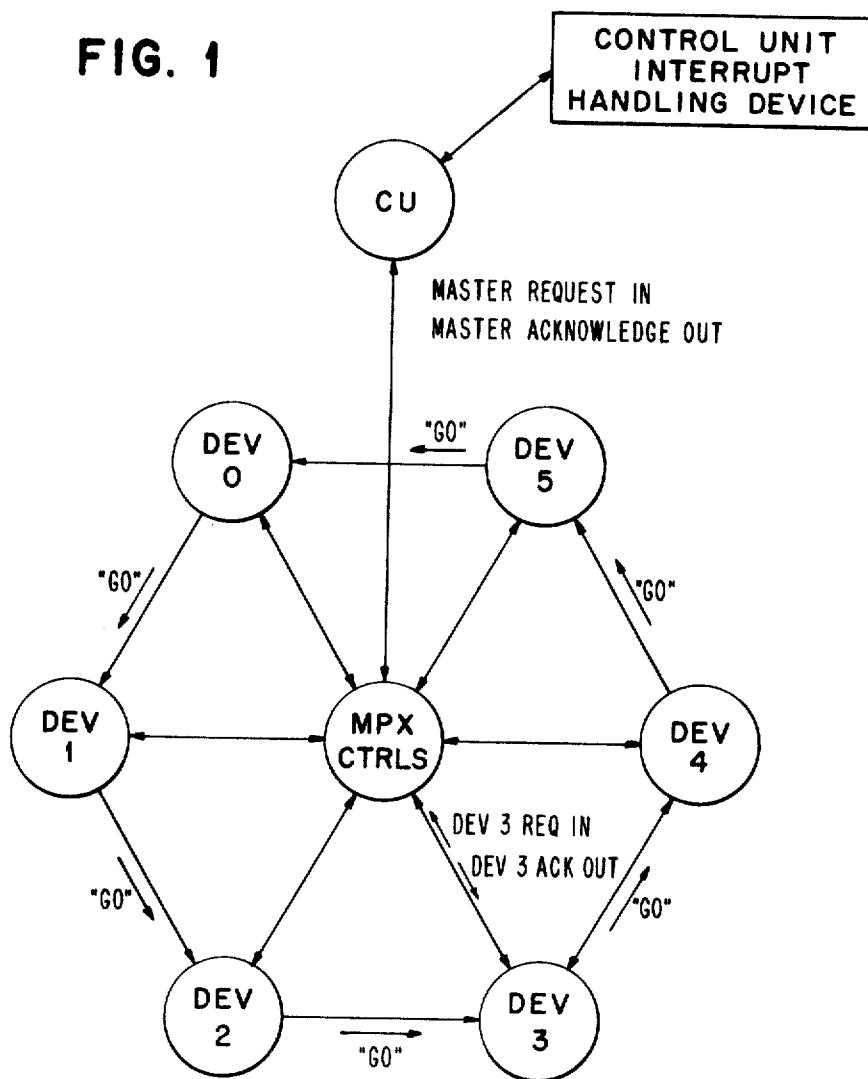 FIG. 1
CONTROL UNIT
INTERRUPT
HANDLING DEVICE
CU
MASTER REQUEST IN
MASTER ACKNOWLEDGE OUT
DEV
0
"GO"
DEV
5
"GO"
"GO"
DEV
1
MPX
CTRLS
DEV
4
DEV 3 REQ IN
DEV 3 ACK OUT
"GO"
"GO"
DEV
2
"GO"
DEV
3